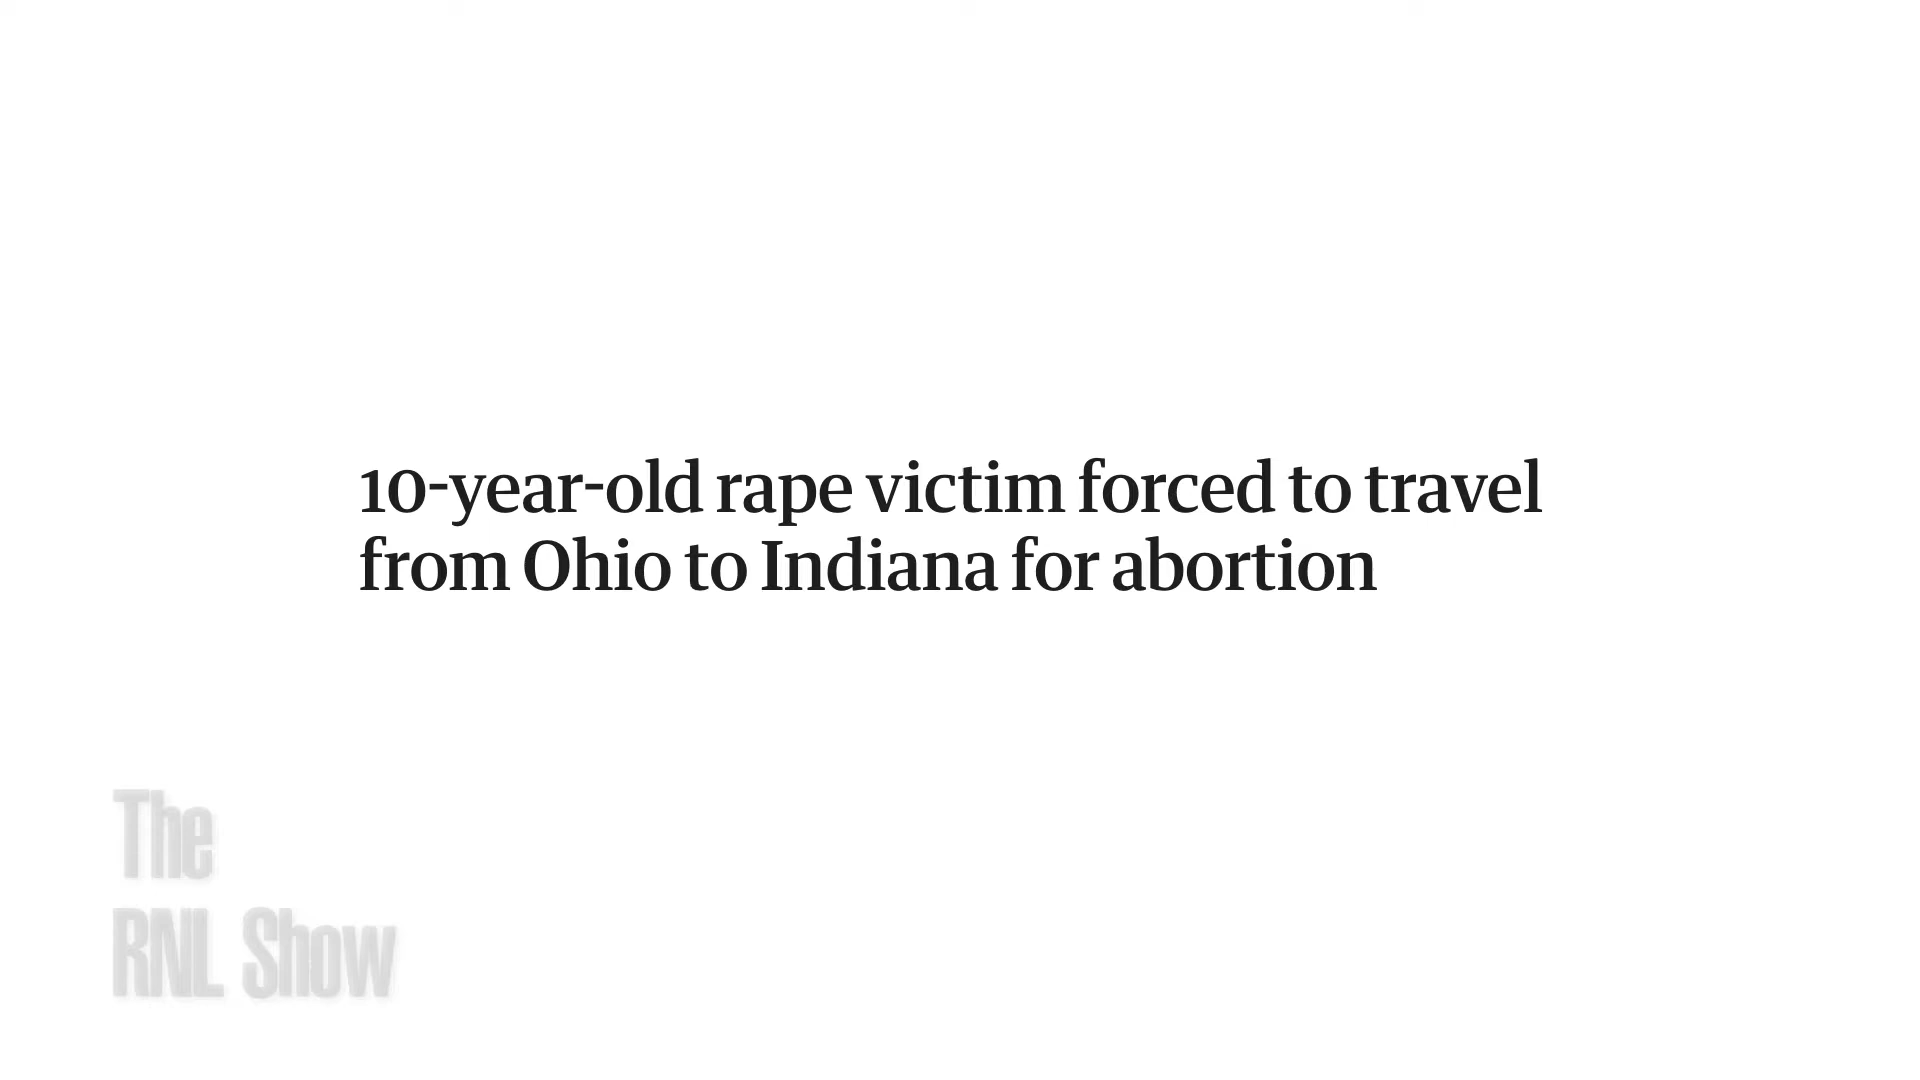 10-year-old rape victim forced to travel
from Ohio to Indiana for abortion
The
RNL Show